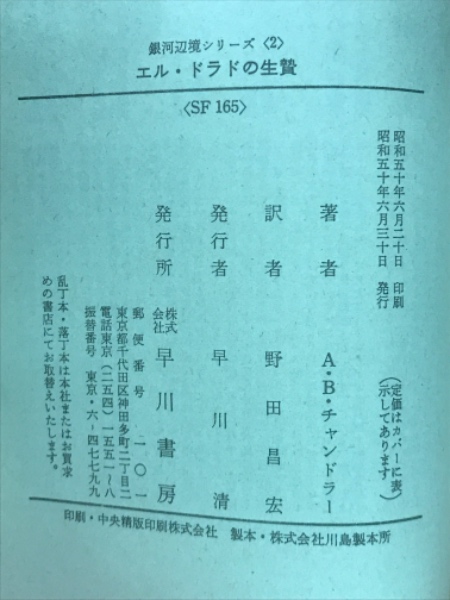 銀河辺境シリーズ〈2〉
エル・ドラドの生贄
〈SF 165〉
昭和五十年六月二十日 印刷
昭和五十年六月三十日 発行
(定価はカバーに表示してあります)
著者 A・B・チャンドラー
訳者 野田昌宏
発行者 早川清
発行所 株式会社 早川書房
郵便番号 一〇一
東京都千代田区神田多町二丁目二
電話東京(二五四)一五五一〜八
振替番号 東京・六-四七七九九
乱丁本・落丁本は本社またはお買求
めの書店にてお取替えいたします。
印刷・中央精版印刷株式会社 製本・株式会社川島製本所